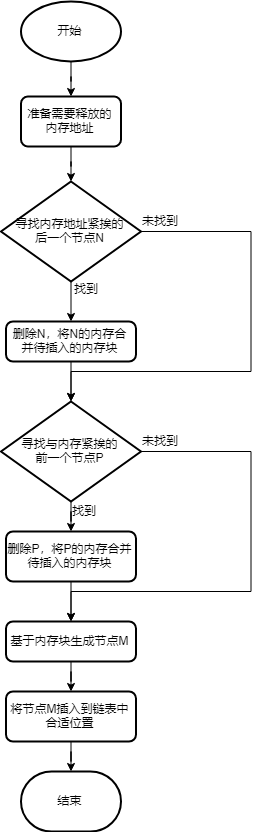 开始
准备需要释放的
内存地址
寻找内存地址紧挨的
后一个节点N
未找到
找到
删除N，将N的内存合
并待插入的内存块
寻找与内存紧挨的
前一个节点P
未找到
找到
删除P，将P的内存合并
待插入的内存块
基于内存块生成节点M
将节点M插入到链表中
合适位置
结束